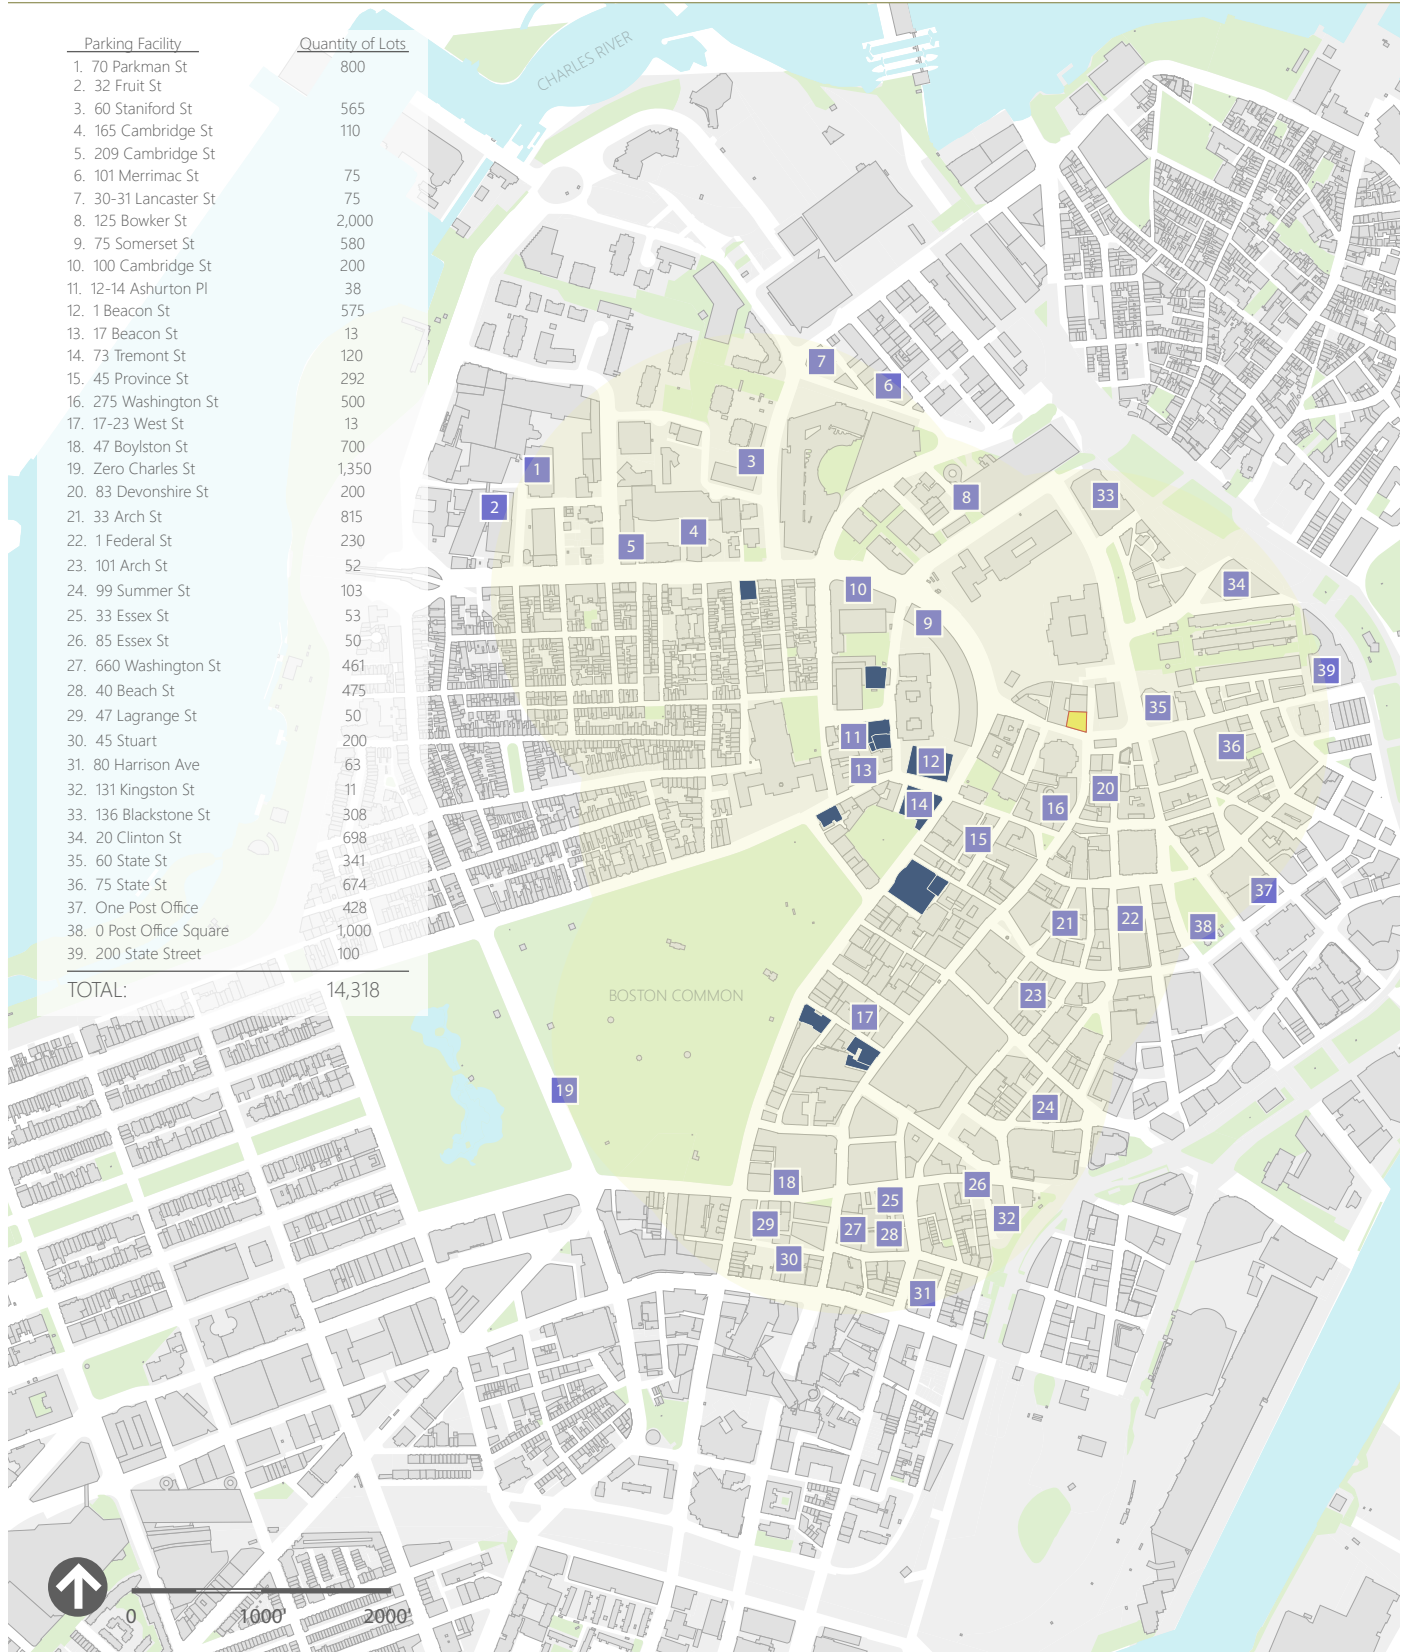 Parking Facility Quantity of Lots
1. 70 Parkman St 800
2. 32 Fruit St
3. 60 Staniford St 565
4. 165 Cambridge St 110
5. 209 Cambridge St
6. 101 Merrimac St 75
7. 30-31 Lancaster St 75
8. 125 Bowker St 2,000
9. 75 Somerset St 580
10. 100 Cambridge St 200
11. 12-14 Ashurton Pl 38
12. 1 Beacon St 575
13. 17 Beacon St 13
14. 73 Tremont St 120
15. 45 Province St 292
16. 275 Washington St 500
17. 17-23 West St 13
18. 47 Boylston St 700
19. Zero Charles St 1,350
20. 83 Devonshire St 200
21. 33 Arch St 815
22. 1 Federal St 230
23. 101 Arch St 52
24. 99 Summer St 103
25. 33 Essex St 53
26. 85 Essex St 50
27. 660 Washington St 461
28. 40 Beach St 475
29. 47 Lagrange St 50
30. 45 Stuart 200
31. 80 Harrison Ave 63
32. 131 Kingston St 11
33. 136 Blackstone St 308
34. 20 Clinton St 698
35. 60 State St 341
36. 75 State St 674
37. One Post Office 428
38. 0 Post Office Square 1,000
39. 200 State Street 100
TOTAL: 14,318
CHARLES RIVER
7
6
3
1
33
8
2
4
5
34
10
9
39
35
36
11
12
13
20
14
16
15
37
22
21
38
23
BOSTON COMMON
17
19
24
18
26
25
32
29
27
28
30
31
0 1000' 2000'